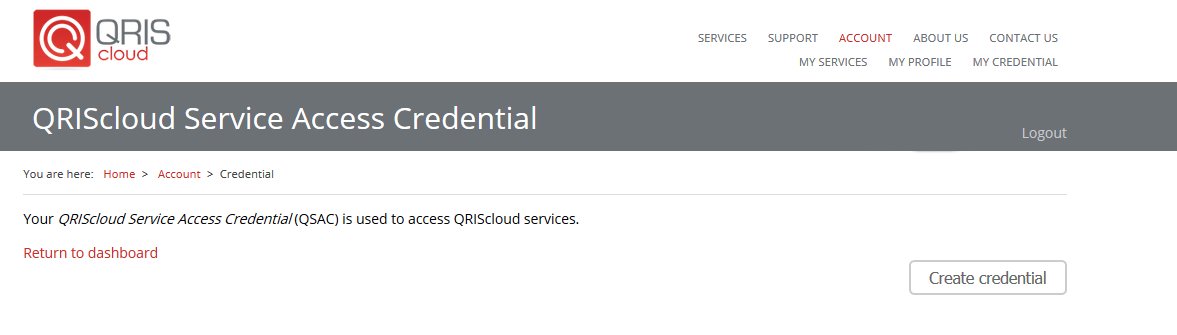 QRIS
cloud
SERVICES SUPPORT ACCOUNT ABOUT US CONTACT US
MY SERVICES MY PROFILE MY CREDENTIAL
QRIScloud Service Access Credential
Logout
You are here: Home > Account > Credential
Your QRIScloud Service Access Credential (QSAC) is used to access QRIScloud services.
Return to dashboard
Create credential